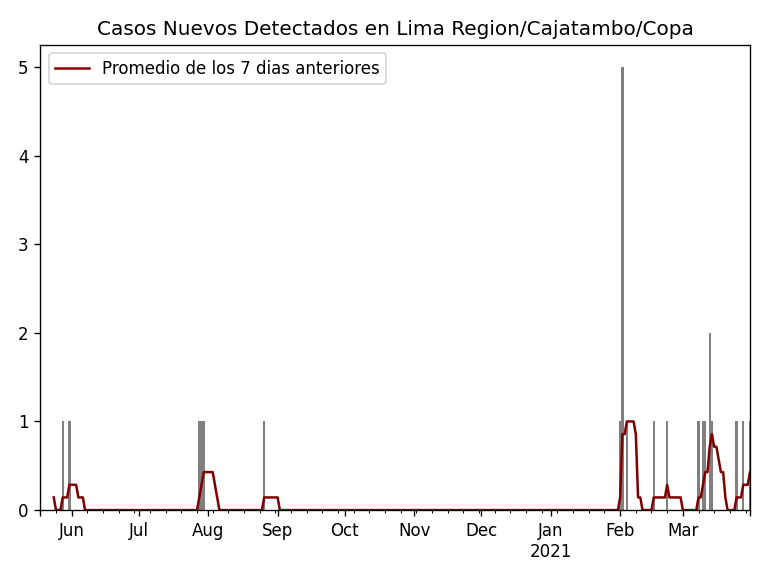 Casos Nuevos Detectados en Lima Region/Cajatambo/Copa
Promedio de los 7 dias anteriores
5
4
3
2
1
0
Jun Jul Aug Sep Oct Nov Dec Jan Feb Mar
2021